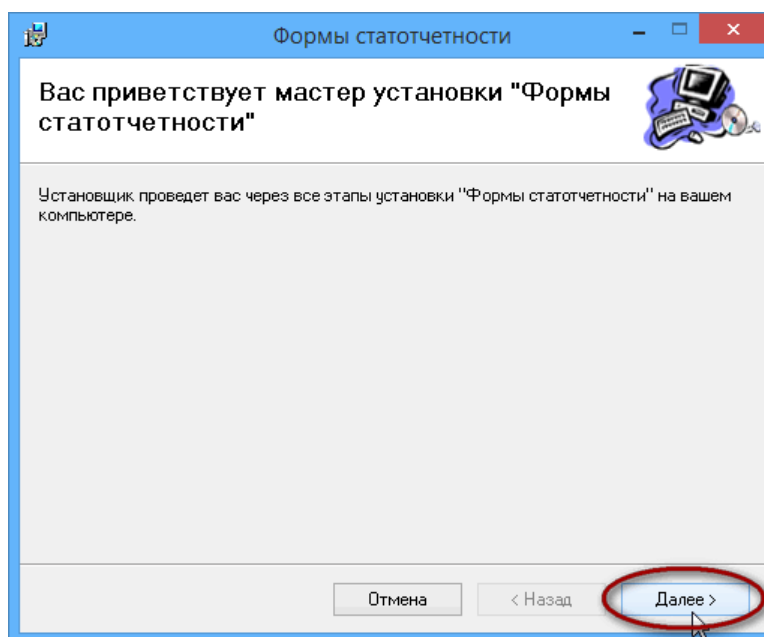 Формы статотчетности
Вас приветствует мастер установки "Формы
статотчетности"
Установщик проведет вас через все этапы установки "Формы статотчетности" на вашем
компьютере.
Отмена
< Назад
Далее >